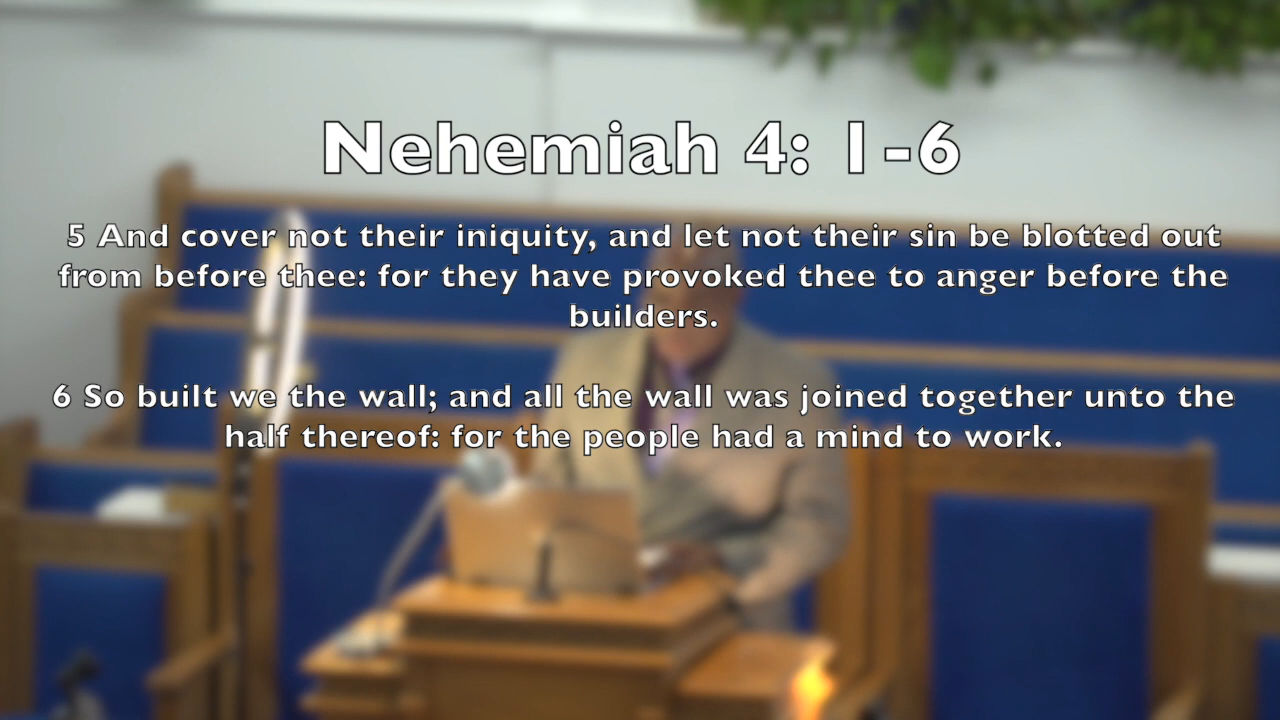 Nehemiah 4: 1-6
5 And cover not their iniquity, and let not their sin be blotted out
from before thee: for they have provoked thee to anger before the
builders.
6 So built we the wall; and all the wall was joined together unto the
half thereof: for the people had a mind to work.